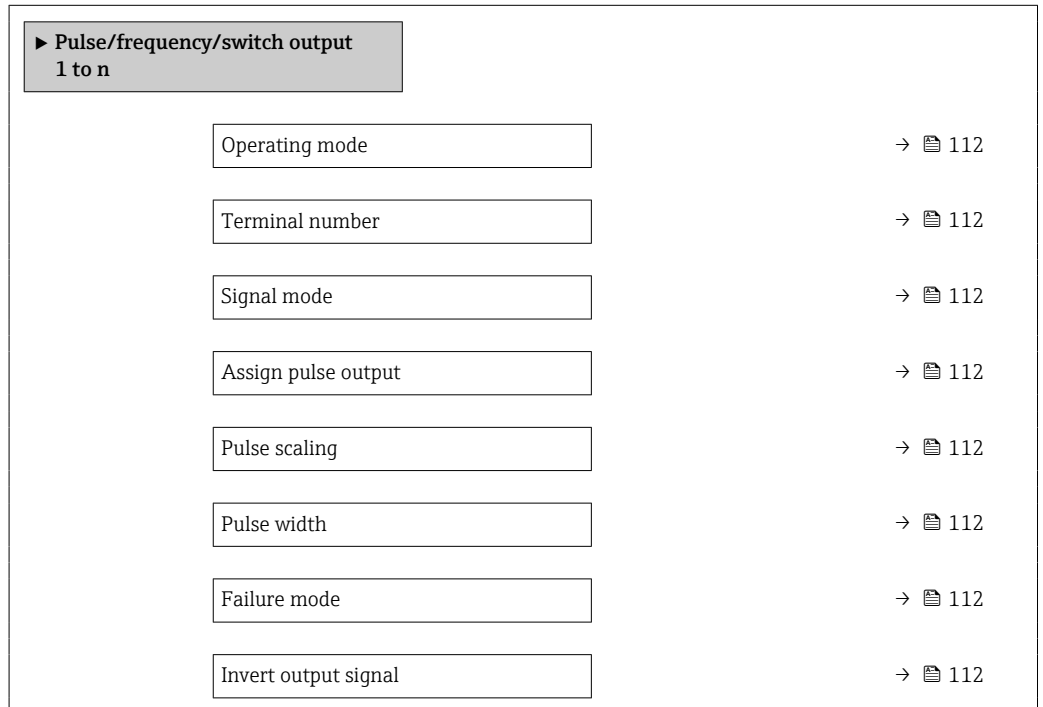 ▶ Pulse/frequency/switch output
1 to n
Operating mode → 112
Terminal number → 112
Signal mode → 112
Assign pulse output → 112
Pulse scaling → 112
Pulse width → 112
Failure mode → 112
Invert output signal → 112